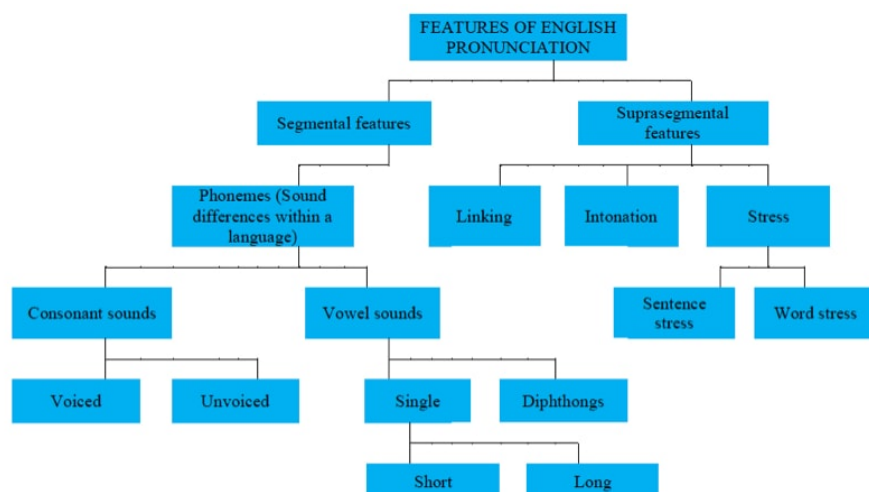 FEATURES OF ENGLISH
PRONUNCIATION
Segmental features
Suprasegmental
features
Phonemes (Sound
differences within a
language)
Linking
Intonation
Stress
Consonant sounds
Vowel sounds
Sentence
stress
Word stress
Voiced
Unvoiced
Single
Diphthongs
Short
Long